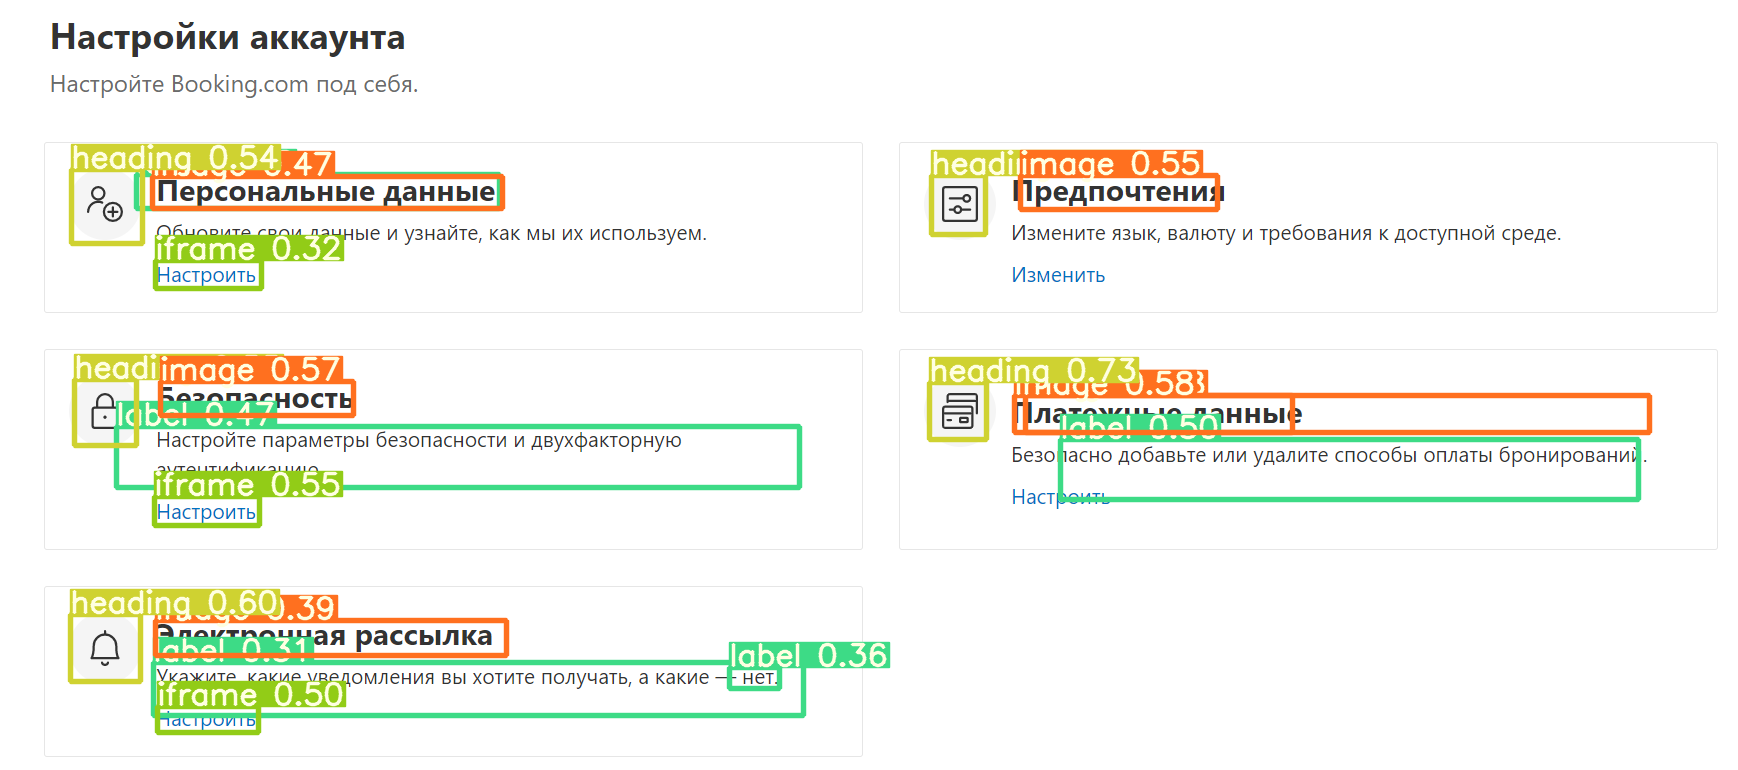 Настройки аккаунта
Настройте Booking.com под себя.
heading 0.54
0.47
Персональные данные
Обновите свои данные и узнайте, как мы их используем.
iframe 0.32
Настроить
image 0.55
Предпочтения
Измените язык, валюту и требования к доступной среде.
Изменить
image 0.57
Безопасность
label 0.47
Настройте параметры безопасности и двухфакторную
аутентификацию.
iframe 0.55
Настроить
heading 0.73
image 0.58
Платежные данные
label 0.50
Безопасно добавьте или удалите способы оплаты бронирований.
Настроить
heading 0.60
0.39
Электронная рассылка
label 0.31
label 0.36
Укажите, какие уведомления вы хотите получать, а какие — нет.
iframe 0.50
Настроить